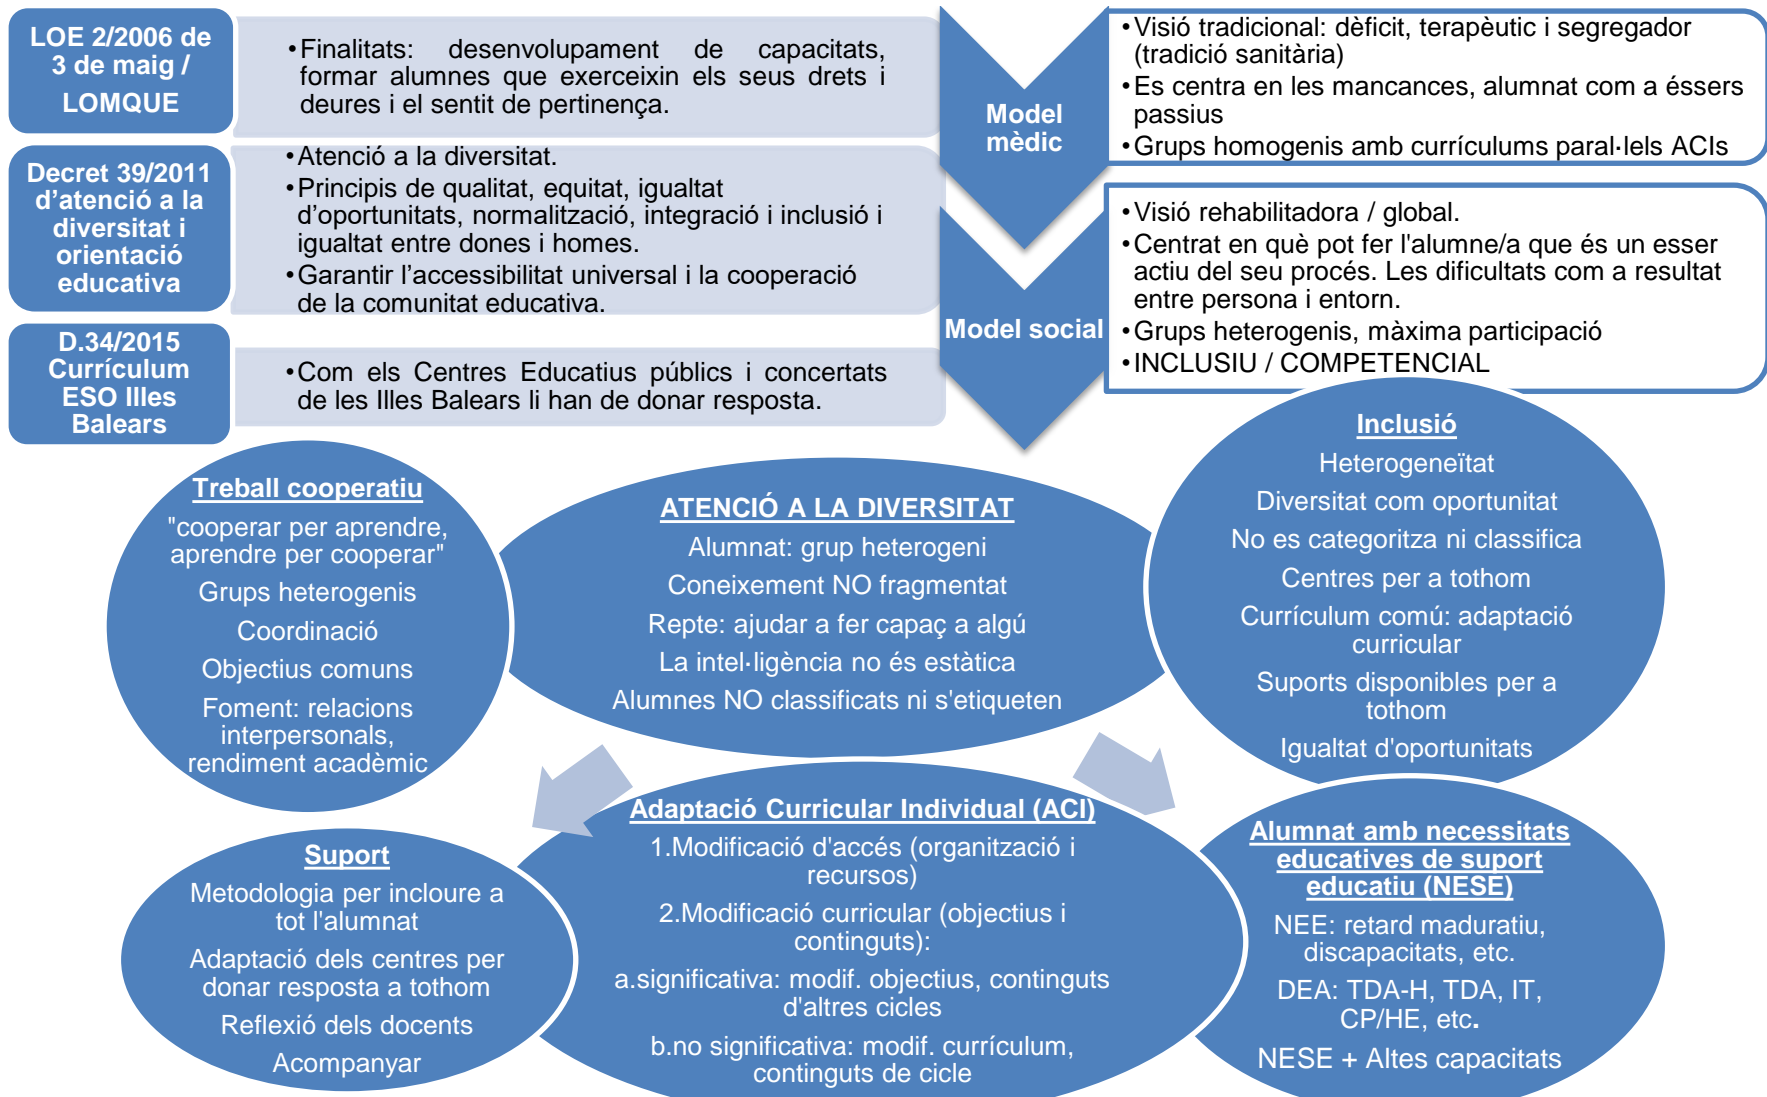 LOE 2/2006 de
3 de maig /
LOMQUE
•Finalitats: desenvolupament de capacitats,
formar alumnes que exerceixin els seus drets i
deures i el sentit de pertinença.
Decret 39/2011
d’atenció a la
diversitat i
orientació
educativa
•Atenció a la diversitat.
•Principis de qualitat, equitat, igualtat
d’oportunitats, normalització, integració i inclusió i
igualtat entre dones i homes.
•Garantir l’accessibilitat universal i la cooperació
de la comunitat educativa.
D.34/2015
Currículum
ESO Illes
Balears
•Com els Centres Educatius públics i concertats
de les Illes Balears li han de donar resposta.
Model
mèdic
•Visió tradicional: dèficit, terapèutic i segregador
(tradició sanitària)
•Es centra en les mancances, alumnat com a éssers
passius
•Grups homogenis amb currículums paral·lels ACIs
Model social
•Visió rehabilitadora / global.
•Centrat en què pot fer l'alumne/a que és un esser
actiu del seu procés. Les dificultats com a resultat
entre persona i entorn.
•Grups heterogenis, màxima participació
•INCLUSIU / COMPETENCIAL
Treball cooperatiu
"cooperar per aprendre,
aprendre per cooperar"
Grups heterogenis
Coordinació
Objectius comuns
Foment: relacions
interpersonals,
rendiment acadèmic
ATENCIÓ A LA DIVERSITAT
Alumnat: grup heterogeni
Coneixement NO fragmentat
Repte: ajudar a fer capaç a algú
La intel·ligència no és estàtica
Alumnes NO classificats ni s'etiqueten
Inclusió
Heterogeneïtat
Diversitat com oportunitat
No es categoritza ni classifica
Centres per a tothom
Currículum comú: adaptació
curricular
Suports disponibles per a
tothom
Igualtat d'oportunitats
Suport
Metodologia per incloure a
tot l'alumnat
Adaptació dels centres per
donar resposta a tothom
Reflexió dels docents
Acompanyar
Adaptació Curricular Individual (ACI)
1.Modificació d'accés (organització i
recursos)
2.Modificació curricular (objectius i
continguts):
a.significativa: modif. objectius, continguts
d'altres cicles
b.no significativa: modif. currículum,
continguts de cicle
Alumnat amb necessitats
educatives de suport
educatiu (NESE)
NEE: retard maduratiu,
discapacitats, etc.
DEA: TDA-H, TDA, IT,
CP/HE, etc.
NESE + Altes capacitats